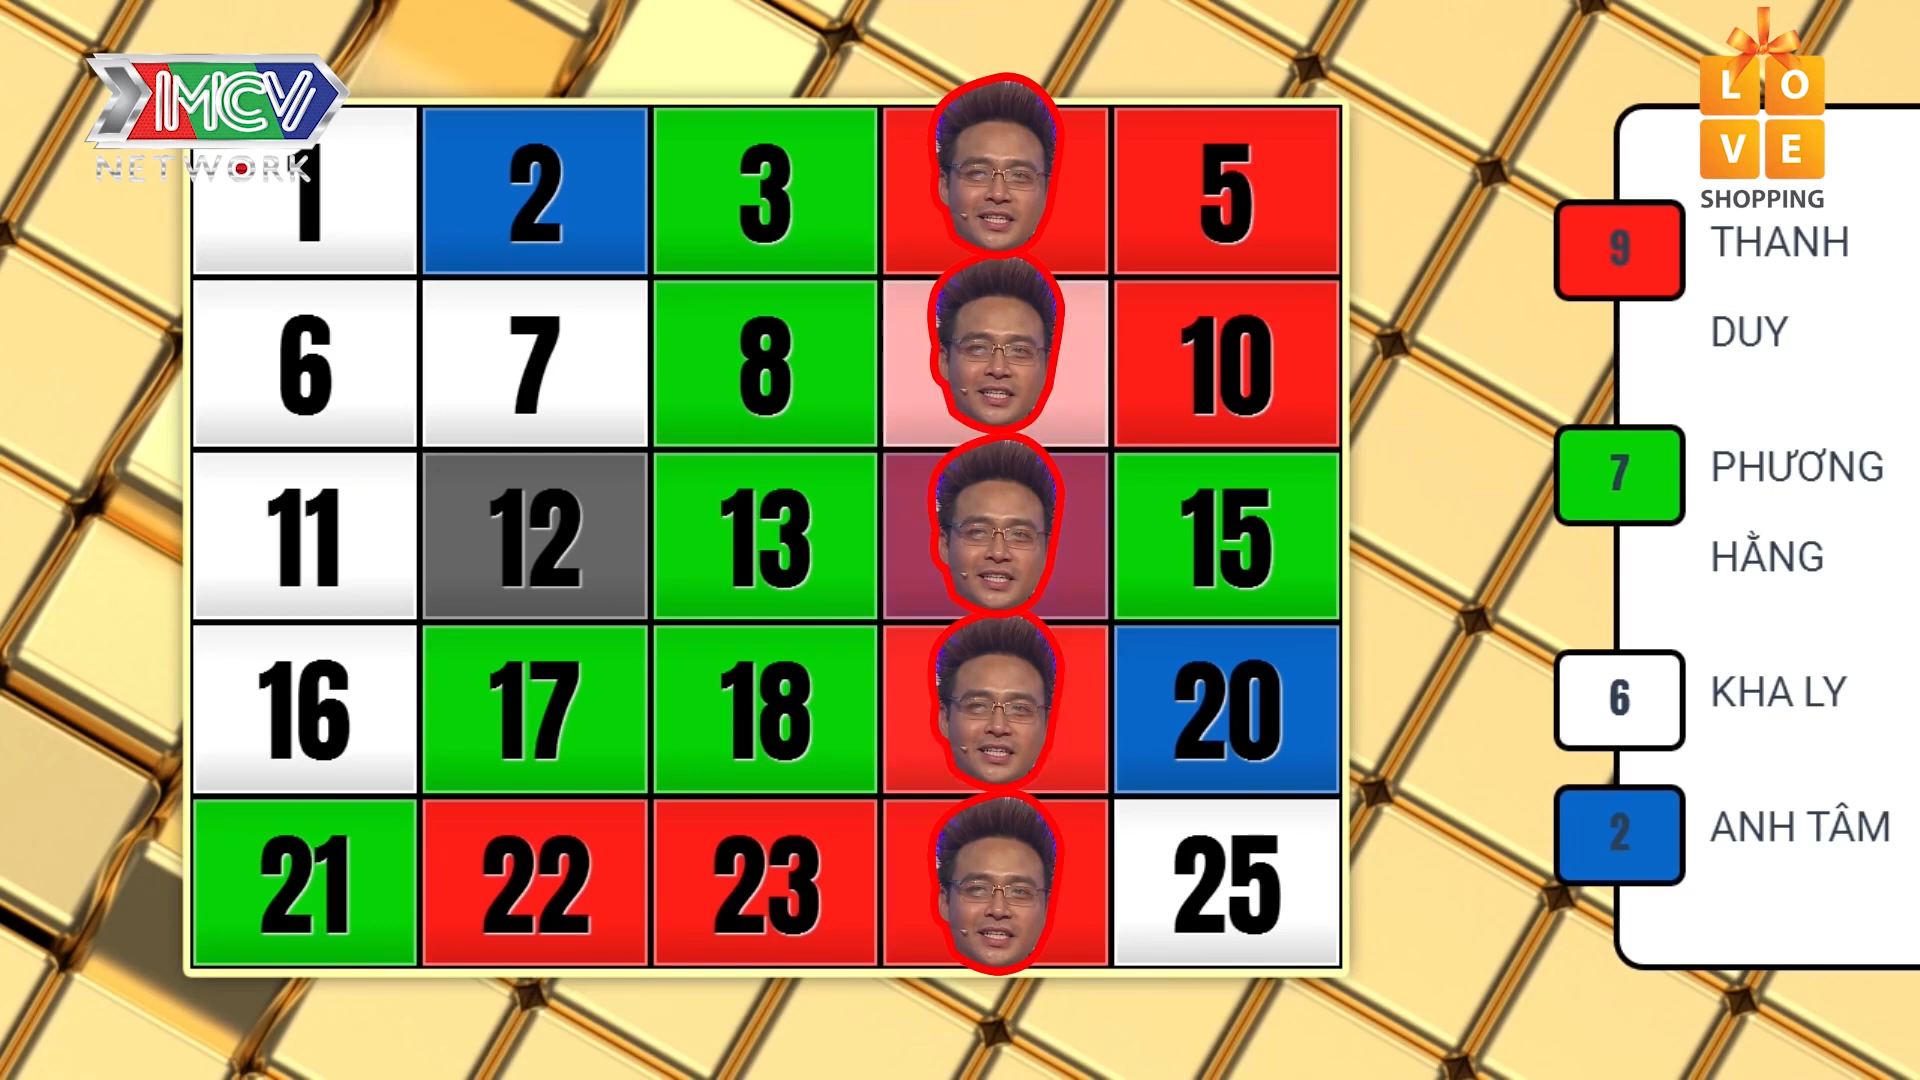 MCV
NETWORK
LOVE
SHOPPING
1 2 3 5
6 7 8 10
11 12 13 15
16 17 18 20
21 22 23 25
9 THANH
DUY
7 PHƯƠNG
HẰNG
6 KHA LY
2 ANH TÂM